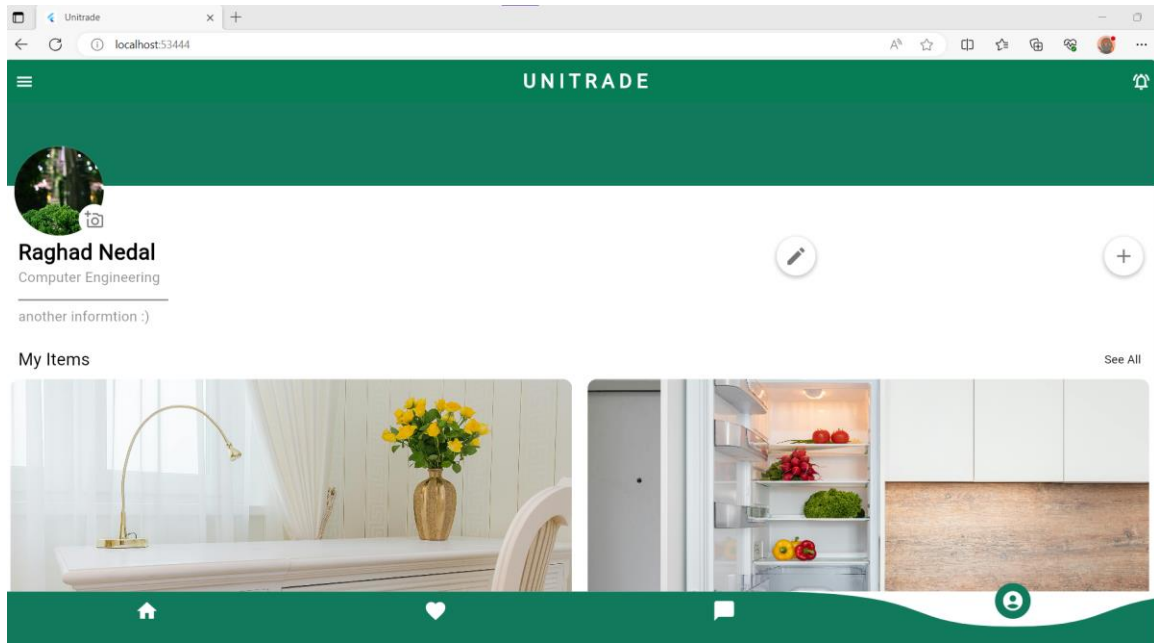 Unitrade
localhost:53444
UNITRADE
Raghad Nedal
Computer Engineering
another informtion :)
My Items
See All